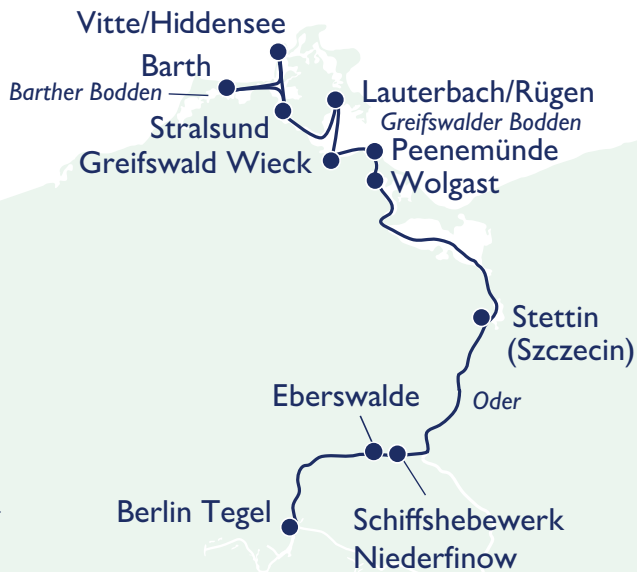 Vitte/Hiddensee
Barth
Barther Bodden
Lauterbach/Rügen
Greifswalder Bodden
Stralsund
Greifswald Wieck
Peenemünde
Wolgast
Stettin
(Szczecin)
Eberswalde
Oder
Berlin Tegel
Schiffshebewerk
Niederfinow